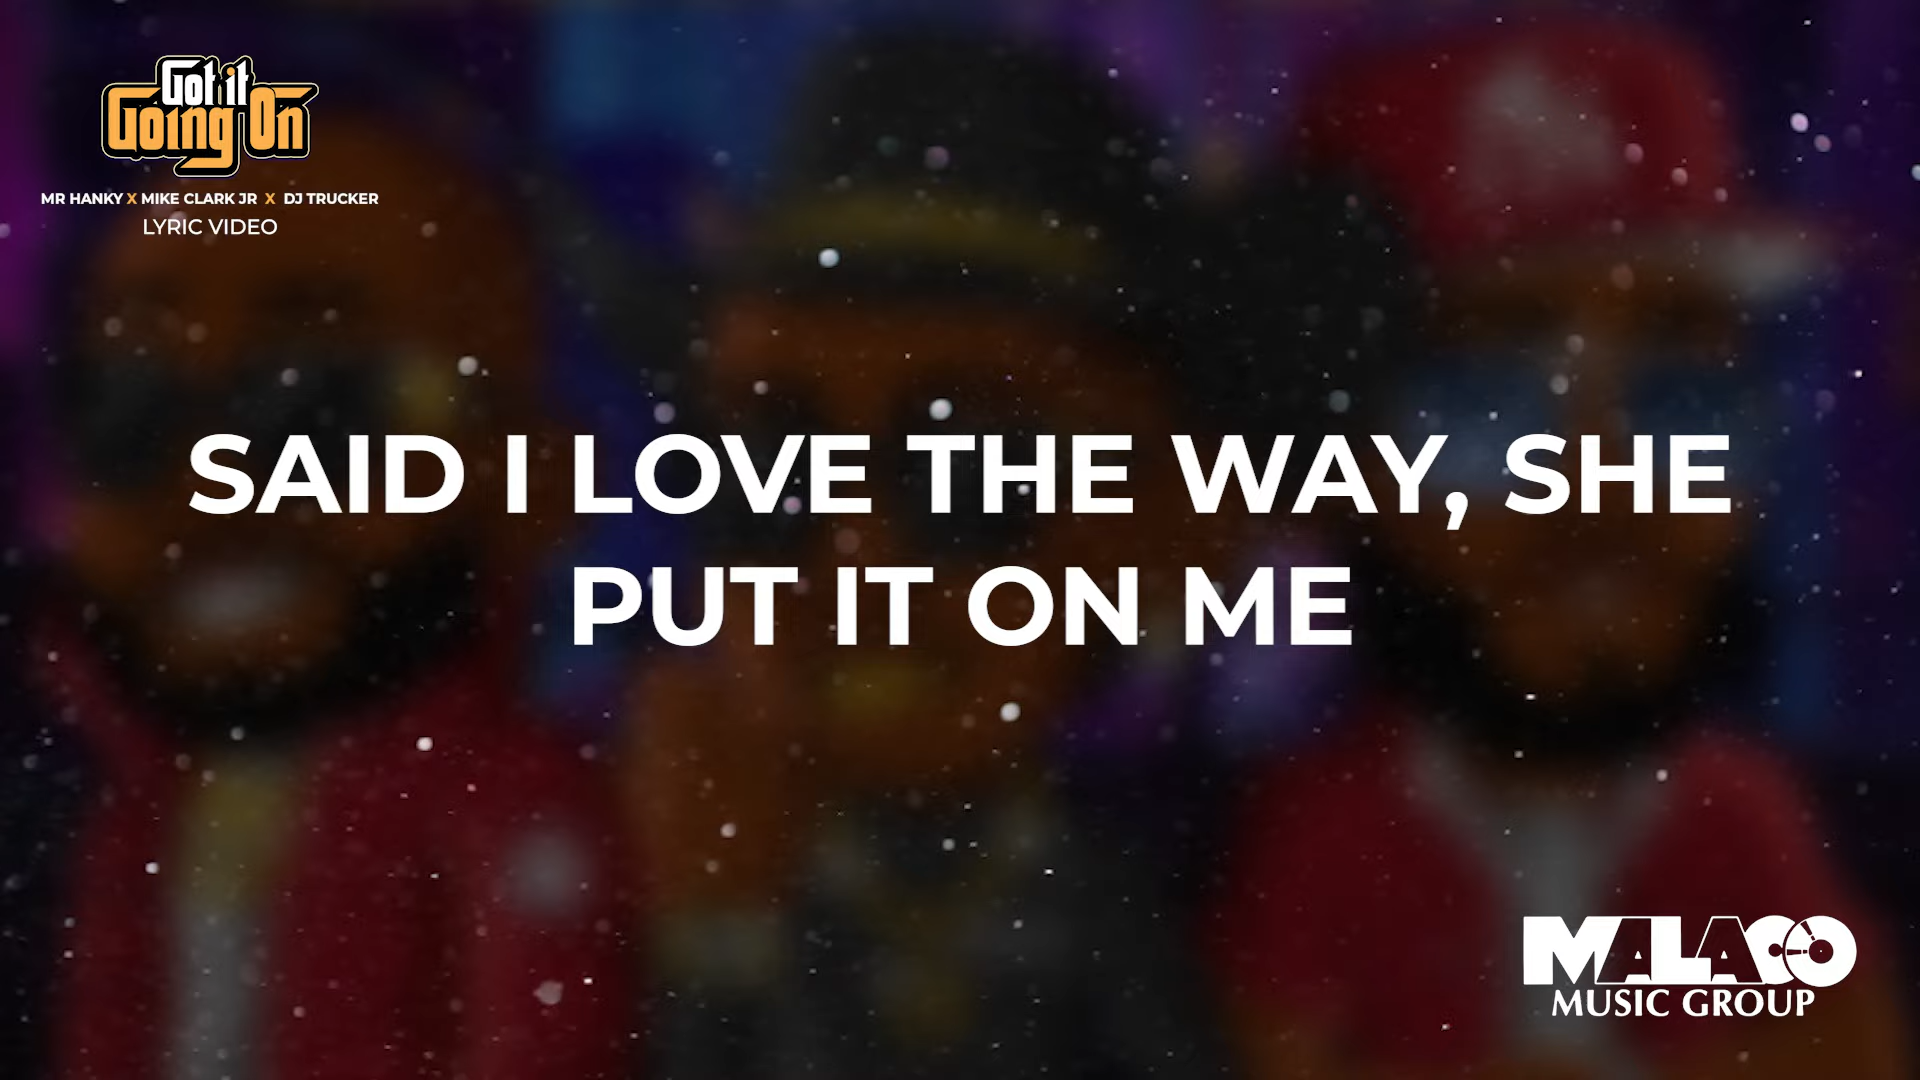 Got it
Going On
MR HANKY X MIKE CLARK JR X DJ TRUCKER
LYRIC VIDEO
SAID I LOVE THE WAY, SHE
PUT IT ON ME
MALACO
MUSIC GROUP